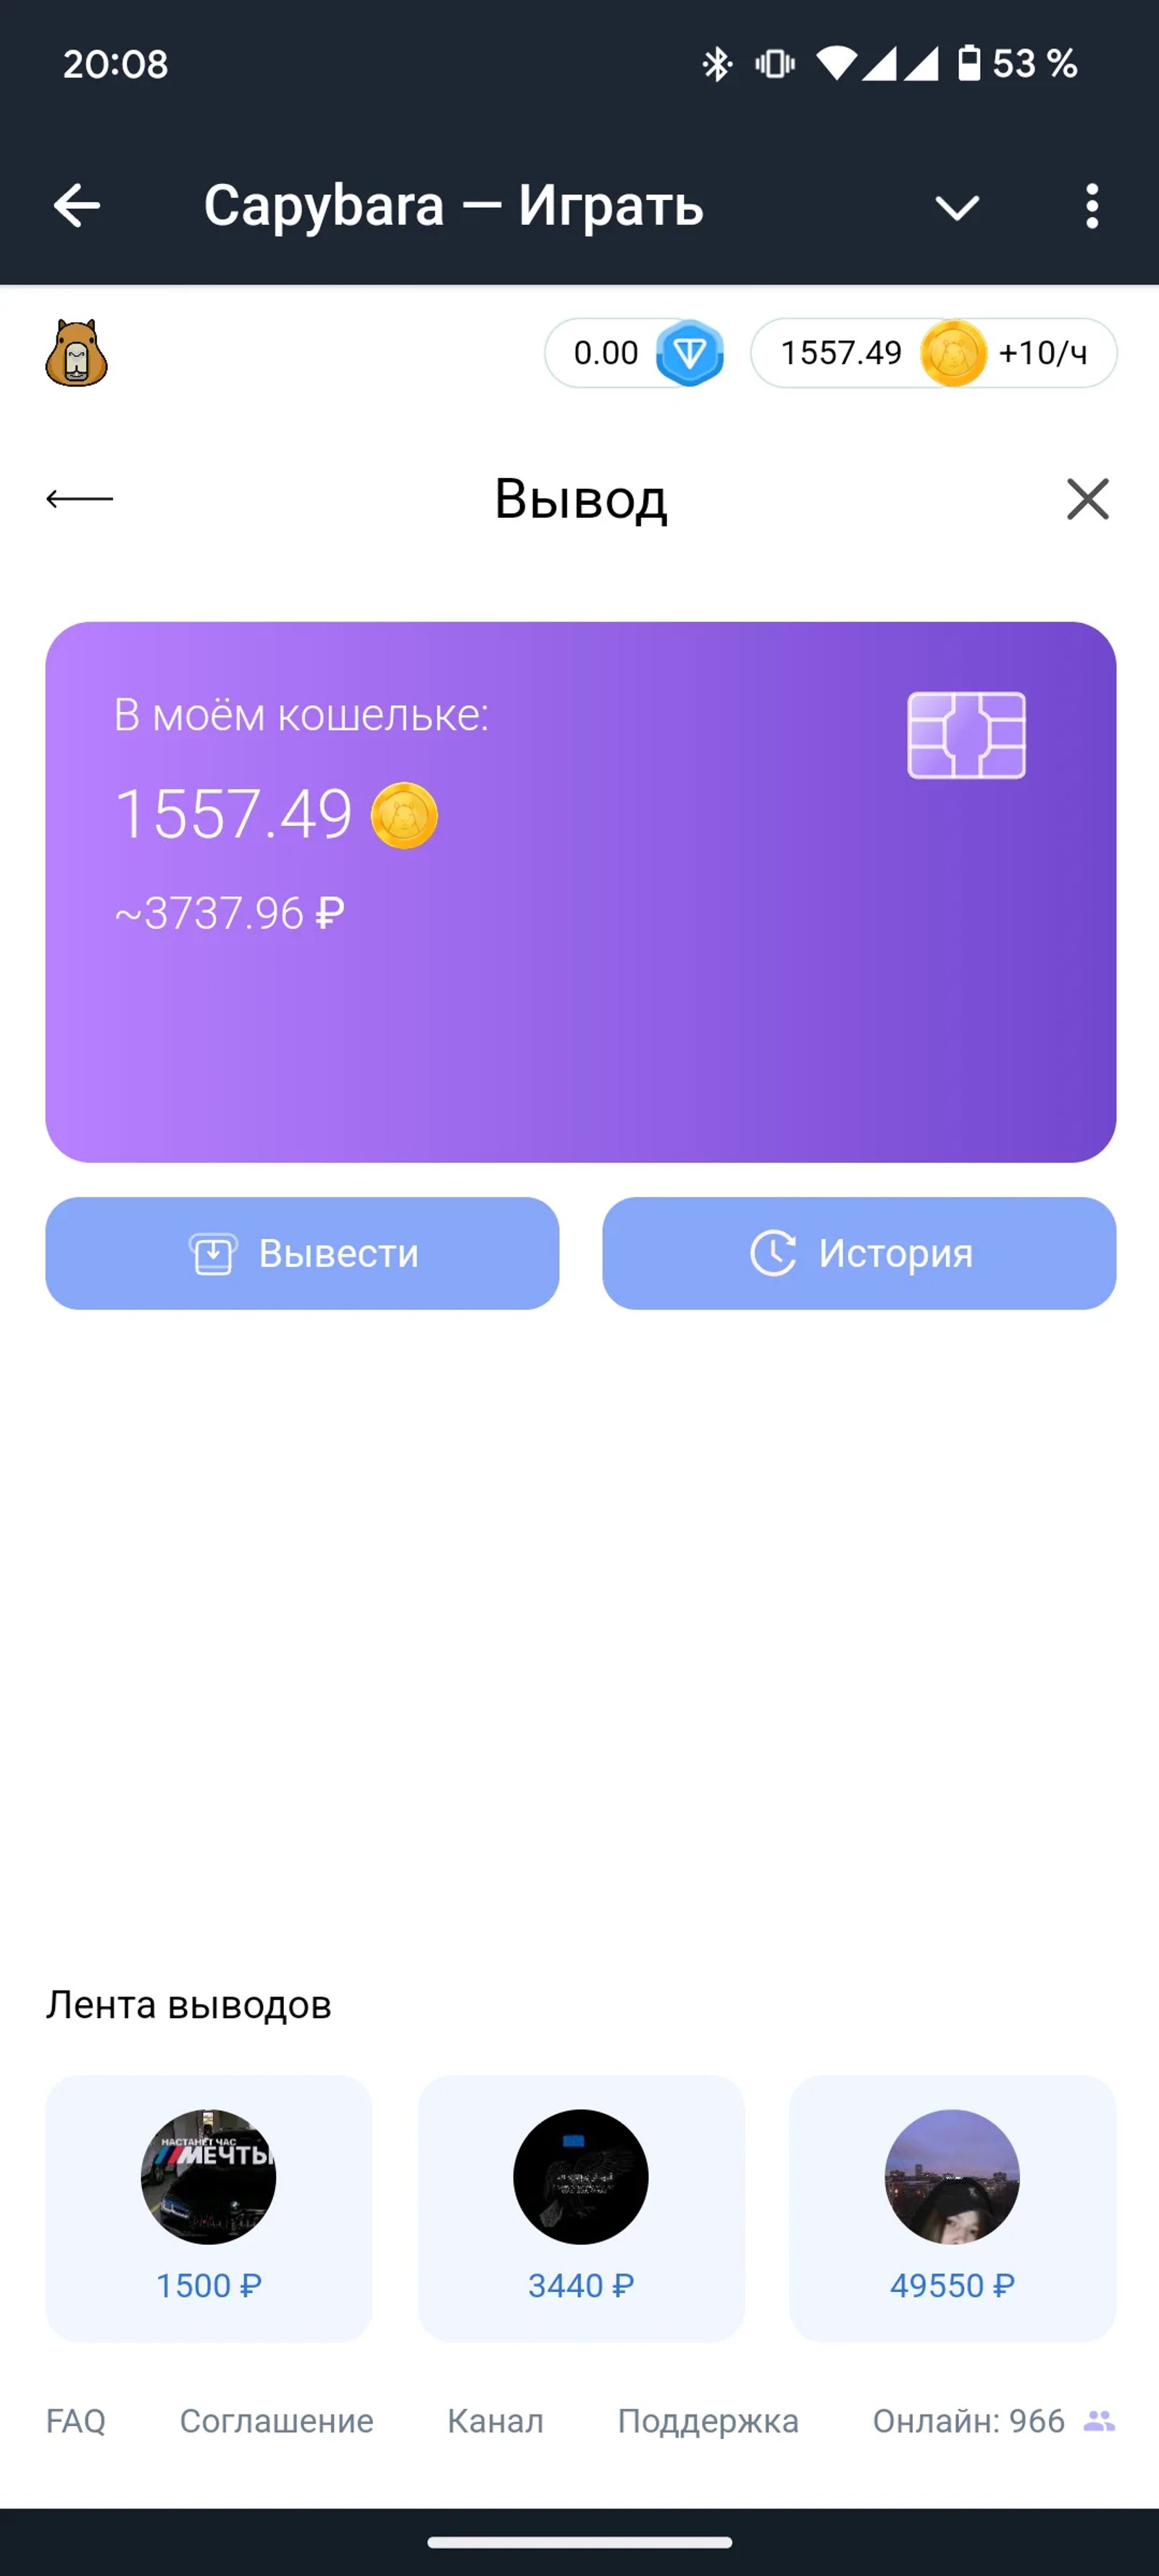 20:08
53 %
Capybara — Играть
0.00
1557.49
+10/ч
Вывод
В моём кошельке:
1557.49
~3737.96 ₽
Вывести
История
Лента выводов
НАСТАНЕТ ЧАС
МЕЧТЫ
1500 ₽
3440 ₽
49550 ₽
FAQ
Соглашение
Канал
Поддержка
Онлайн: 966